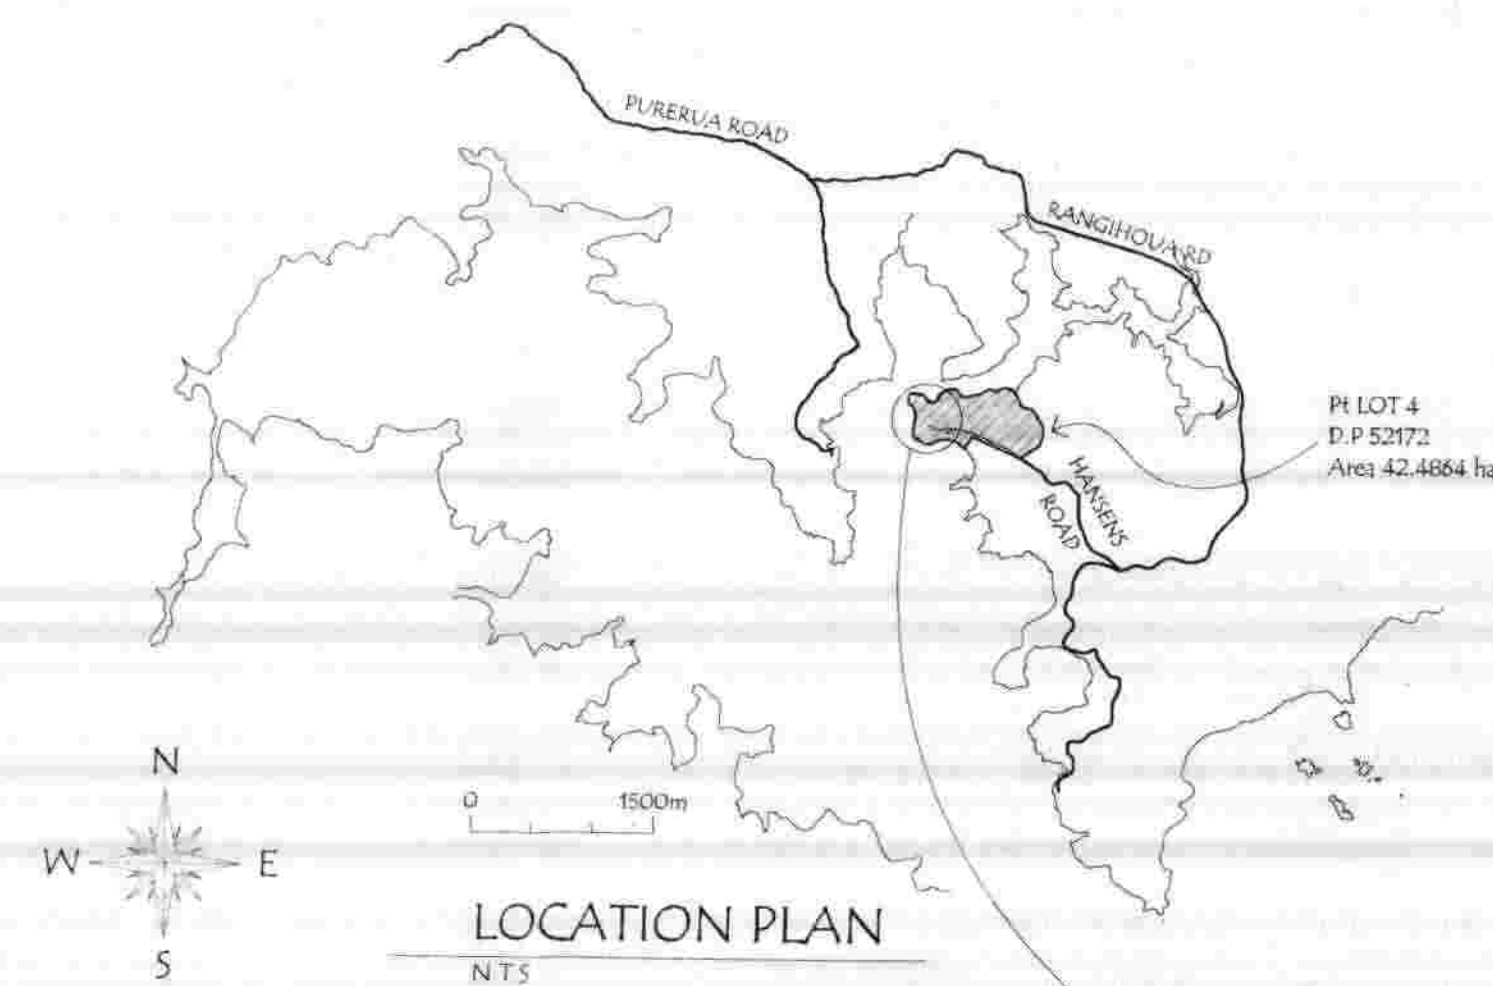 PURERUA ROAD
RANGIHOUA RD
Pt LOT 4
D.P 52172
Area 42.4864 ha
HANSENS
ROAD
N
W
E
S
0
1500m
LOCATION PLAN
NTS